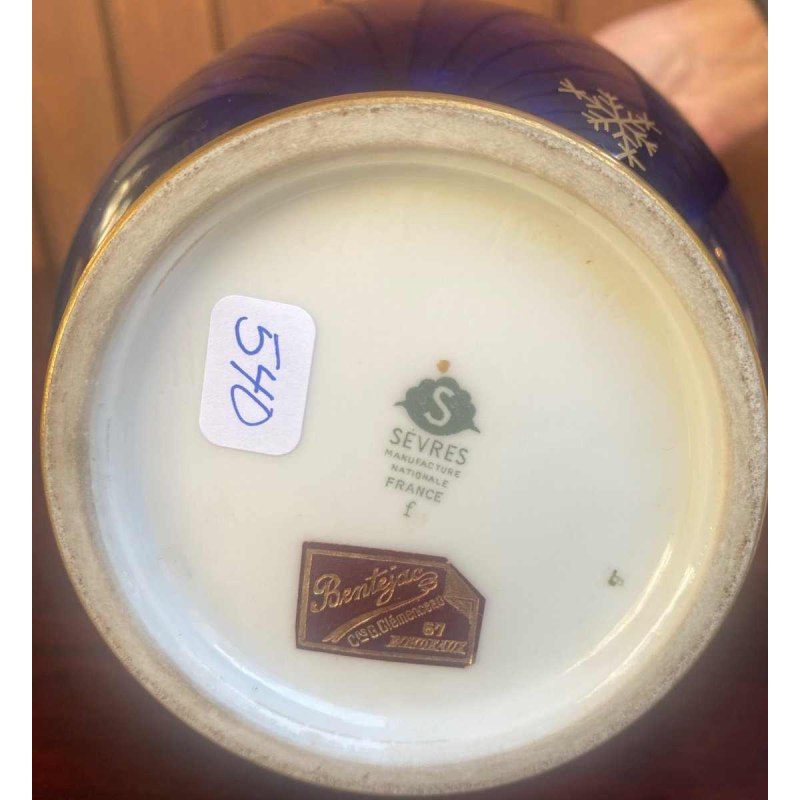 540
S
SÈVRES
MANUFACTURE
NATIONALE
FRANCE
f
Bentejac
Crs G. Clémenceau
67
BORDEAUX
b